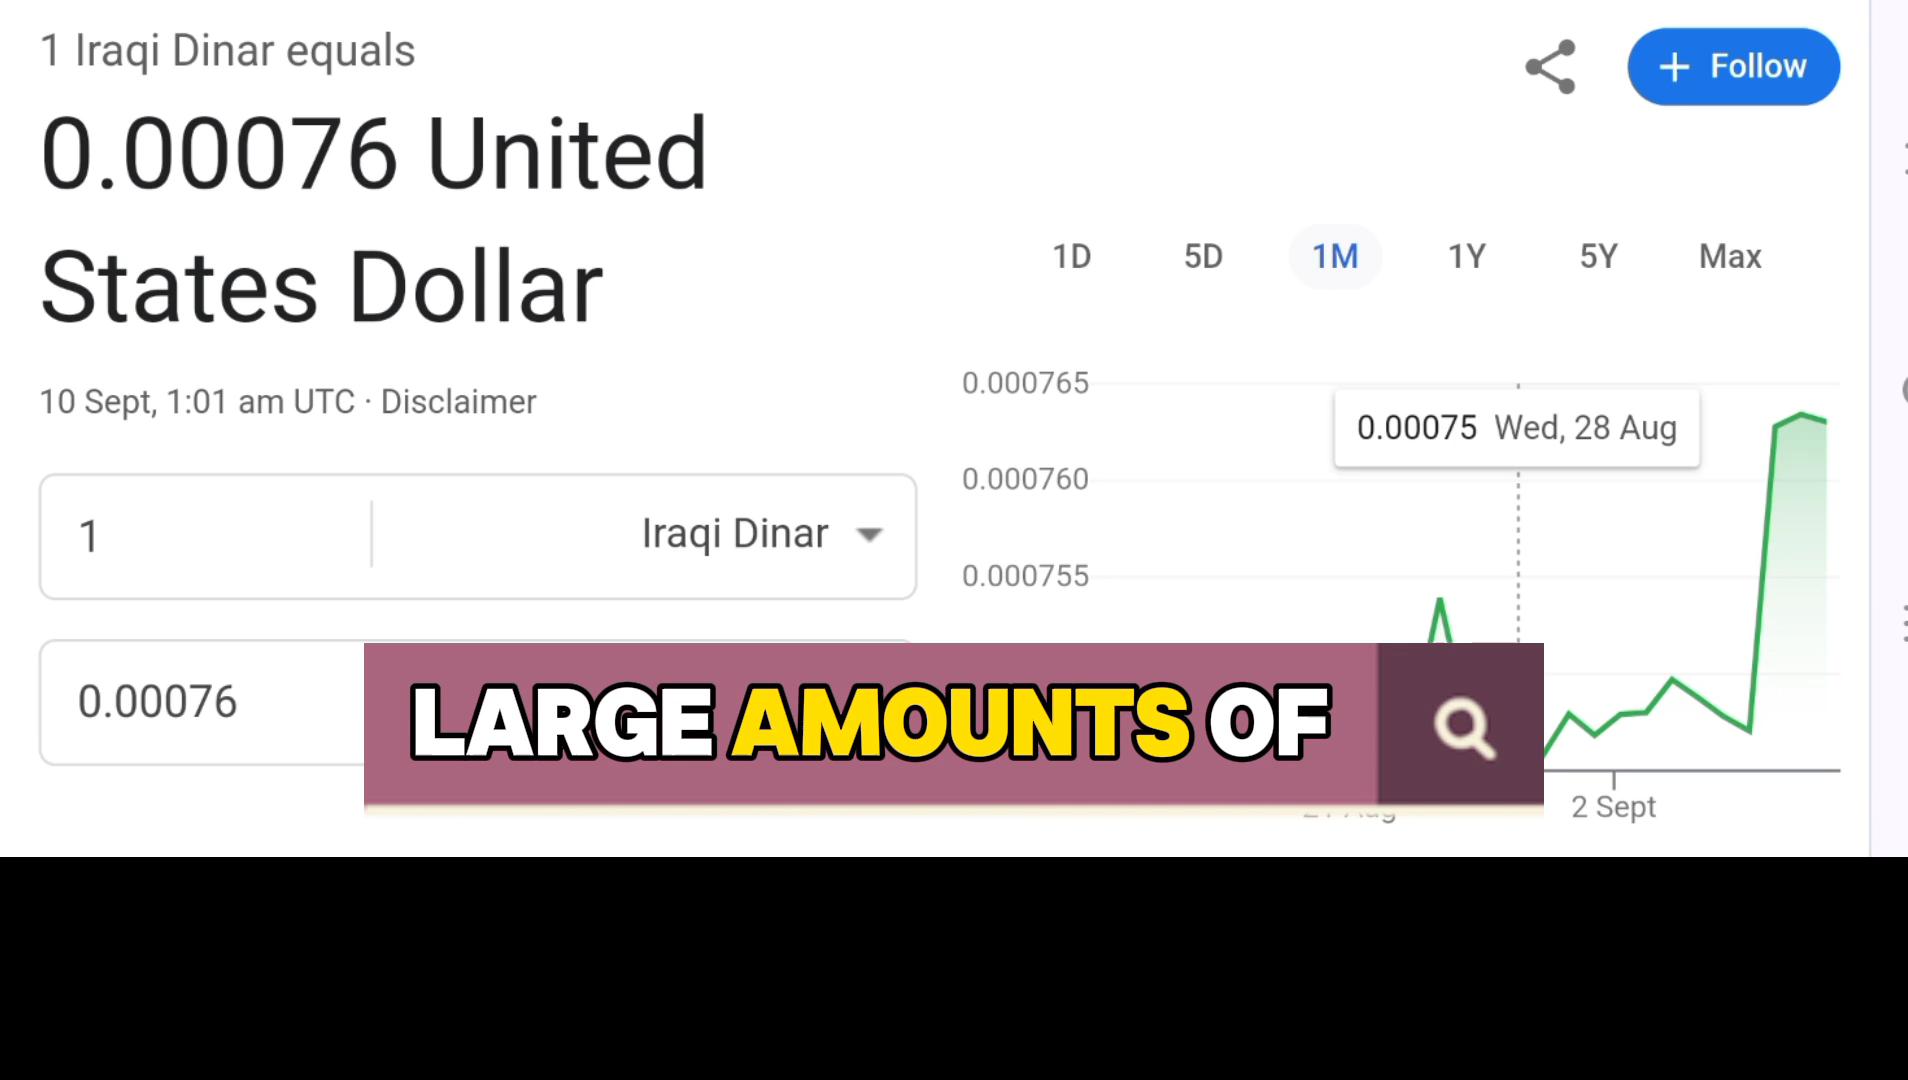 1 Iraqi Dinar equals
0.00076 United
States Dollar
10 Sept, 1:01 am UTC · Disclaimer
1 Iraqi Dinar
0.00076
+ Follow
1D 5D 1M 1Y 5Y Max
0.000765
0.00075 Wed, 28 Aug
0.000760
0.000755
LARGE AMOUNTS OF
2 Sept